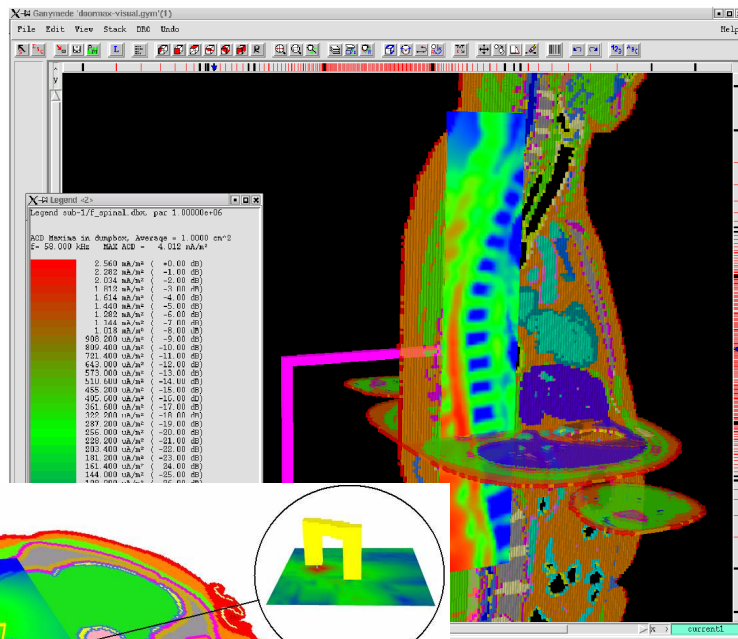 Ganymede 'doormax-visual.gym'(1)
File Edit View Stack DRC Undo Help
Legend <2>
Legend sub-1/f_spinal.dbx, par 1.00000e+06
ACD Maxima in dumpbox, Average = 1.0000 cm^2
f= 58.000 kHz MAX ACD = 4.012 mA/m²
2.560 mA/m² ( +0.00 dB)
2.282 mA/m² ( -1.00 dB)
2.034 mA/m² ( -2.00 dB)
1.812 mA/m² ( -3.00 dB)
1.614 mA/m² ( -4.00 dB)
1.440 mA/m² ( -5.00 dB)
1.282 mA/m² ( -6.00 dB)
1.144 mA/m² ( -7.00 dB)
1.018 mA/m² ( -8.00 dB)
908.200 uA/m² ( -9.00 dB)
809.400 uA/m² ( -10.00 dB)
721.400 uA/m² ( -11.00 dB)
643.000 uA/m² ( -12.00 dB)
573.000 uA/m² ( -13.00 dB)
510.600 uA/m² ( -14.00 dB)
455.200 uA/m² ( -15.00 dB)
405.600 uA/m² ( -16.00 dB)
361.600 uA/m² ( -17.00 dB)
322.200 uA/m² ( -18.00 dB)
287.200 uA/m² ( -19.00 dB)
256.000 uA/m² ( -20.00 dB)
228.200 uA/m² ( -21.00 dB)
203.400 uA/m² ( -22.00 dB)
181.200 uA/m² ( -23.00 dB)
161.400 uA/m² ( 24.00 dB)
144.000 uA/m² ( -25.00 dB)
current1